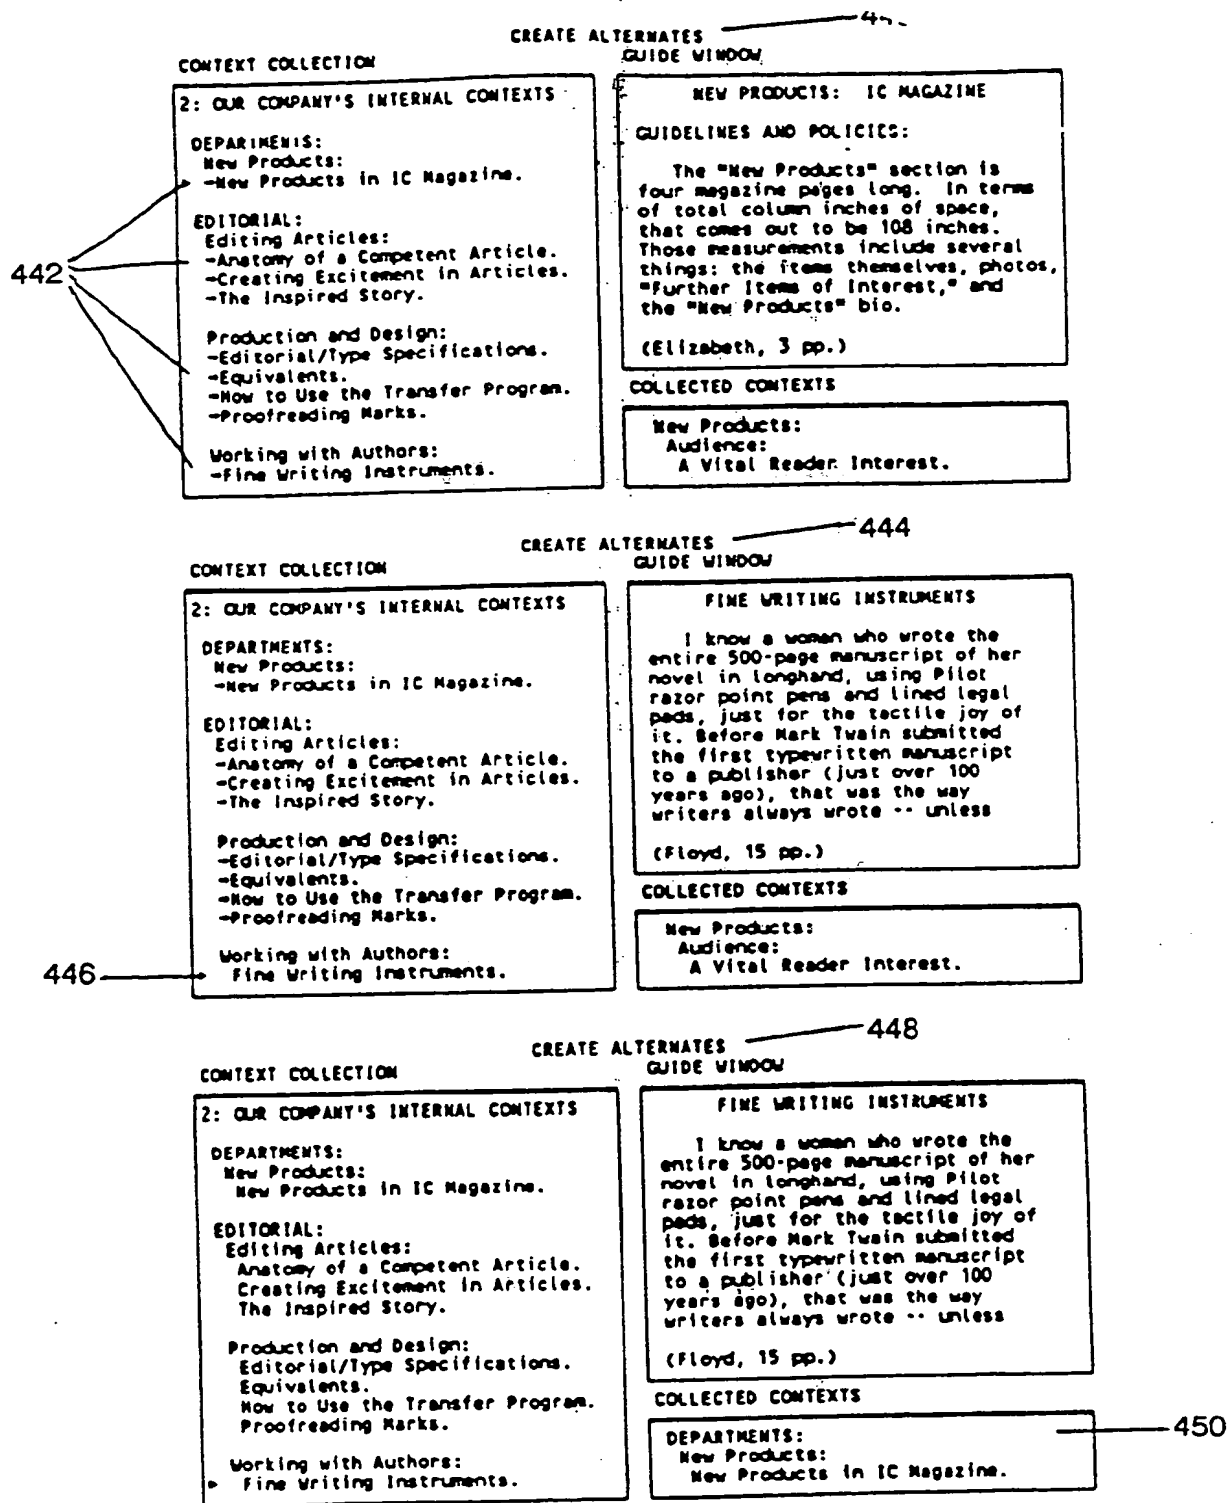 CREATE ALTERNATES
CONTEXT COLLECTION
GUIDE WINDOW
2: OUR COMPANY'S INTERNAL CONTEXTS
DEPARTMENTS:
New Products:
→New Products in IC Magazine.
EDITORIAL:
Editing Articles:
→Anatomy of a Competent Article.
→Creating Excitement in Articles.
→The Inspired Story.
Production and Design:
→Editorial/Type Specifications.
→Equivalents.
→How to Use the Transfer Program.
→Proofreading Marks.
Working with Authors:
→Fine Writing Instruments.
442
NEW PRODUCTS: IC MAGAZINE
GUIDELINES AND POLICIES:
The "New Products" section is
four magazine pages long. In terms
of total column inches of space,
that comes out to be 108 inches.
Those measurements include several
things: the items themselves, photos,
"Further Items of Interest," and
the "New Products" bio.
(Elizabeth, 3 pp.)
COLLECTED CONTEXTS
New Products:
Audience:
A Vital Reader Interest.
CREATE ALTERNATES
444
CONTEXT COLLECTION
GUIDE WINDOW
2: OUR COMPANY'S INTERNAL CONTEXTS
DEPARTMENTS:
New Products:
→New Products in IC Magazine.
EDITORIAL:
Editing Articles:
→Anatomy of a Competent Article.
→Creating Excitement in Articles.
→The Inspired Story.
Production and Design:
→Editorial/Type Specifications.
→Equivalents.
→How to Use the Transfer Program.
→Proofreading Marks.
Working with Authors:
Fine Writing Instruments.
446
FINE WRITING INSTRUMENTS
I know a woman who wrote the
entire 500-page manuscript of her
novel in longhand, using Pilot
razor point pens and lined legal
pads, just for the tactile joy of
it. Before Mark Twain submitted
the first typewritten manuscript
to a publisher (just over 100
years ago), that was the way
writers always wrote -- unless
(Floyd, 15 pp.)
COLLECTED CONTEXTS
New Products:
Audience:
A Vital Reader Interest.
CREATE ALTERNATES
448
CONTEXT COLLECTION
GUIDE WINDOW
2: OUR COMPANY'S INTERNAL CONTEXTS
DEPARTMENTS:
New Products:
New Products in IC Magazine.
EDITORIAL:
Editing Articles:
Anatomy of a Competent Article.
Creating Excitement in Articles.
The Inspired Story.
Production and Design:
Editorial/Type Specifications.
Equivalents.
How to Use the Transfer Program.
Proofreading Marks.
Working with Authors:
Fine Writing Instruments.
FINE WRITING INSTRUMENTS
I know a woman who wrote the
entire 500-page manuscript of her
novel in longhand, using Pilot
razor point pens and lined legal
pads, just for the tactile joy of
it. Before Mark Twain submitted
the first typewritten manuscript
to a publisher (just over 100
years ago), that was the way
writers always wrote -- unless
(Floyd, 15 pp.)
COLLECTED CONTEXTS
DEPARTMENTS:
New Products:
New Products in IC Magazine.
450